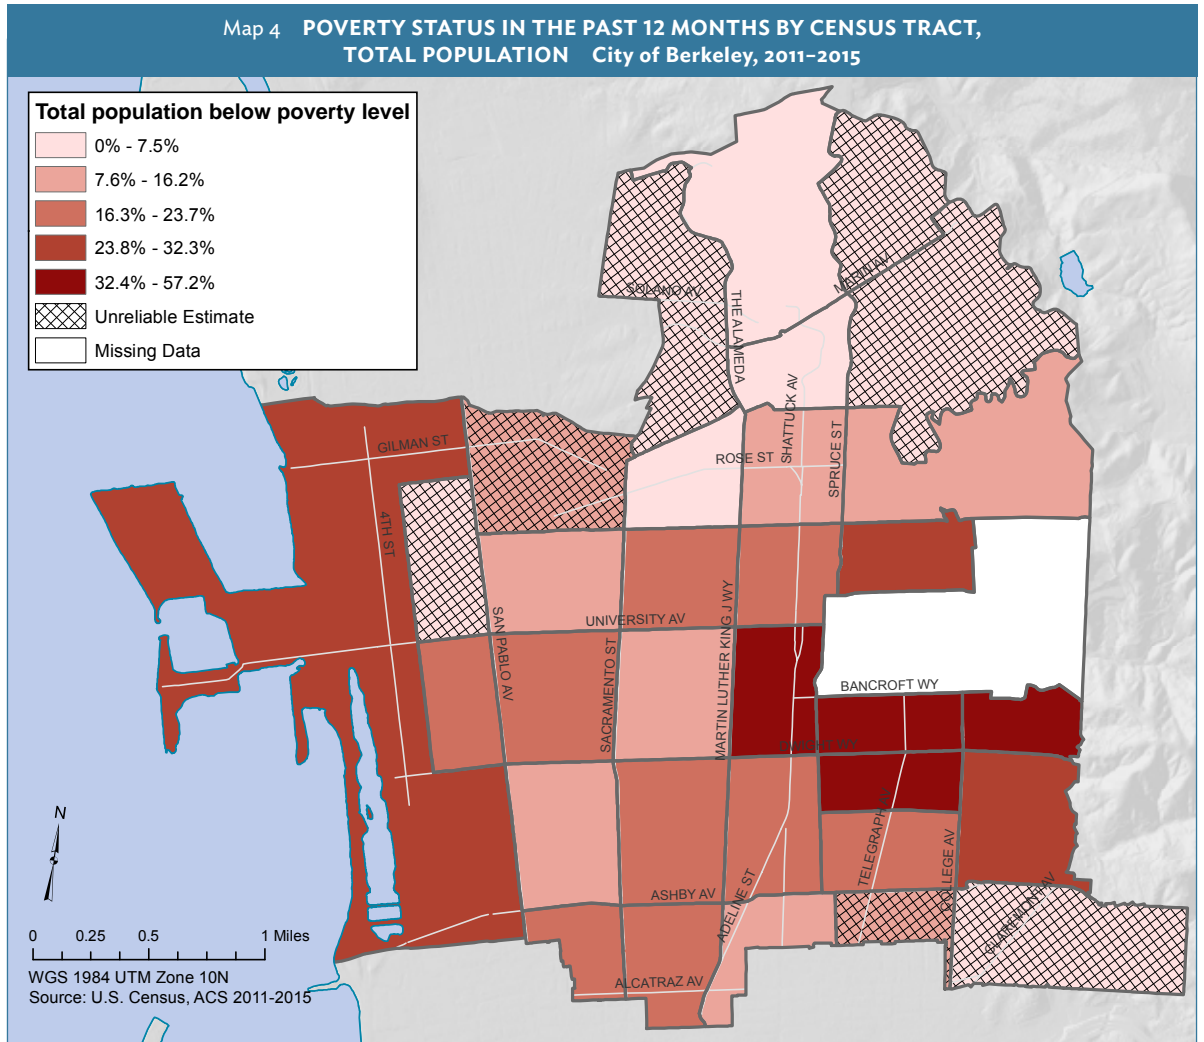 Map 4 POVERTY STATUS IN THE PAST 12 MONTHS BY CENSUS TRACT,
TOTAL POPULATION City of Berkeley, 2011–2015
Total population below poverty level
0% - 7.5%
7.6% - 16.2%
16.3% - 23.7%
23.8% - 32.3%
32.4% - 57.2%
Unreliable Estimate
Missing Data
SOLANO AV
MARIN AV
THE ALAMEDA
SHATTUCK AV
SPRUCE ST
GILMAN ST
ROSE ST
4TH ST
SAN PABLO AV
UNIVERSITY AV
SACRAMENTO ST
MARTIN LUTHER KING J WY
BANCROFT WY
TELEGRAPH AV
COLLEGE AV
ASHBY AV
ADELINE ST
CLAREMONT AV
ALCATRAZ AV
N
0 0.25 0.5 1 Miles
WGS 1984 UTM Zone 10N
Source: U.S. Census, ACS 2011-2015